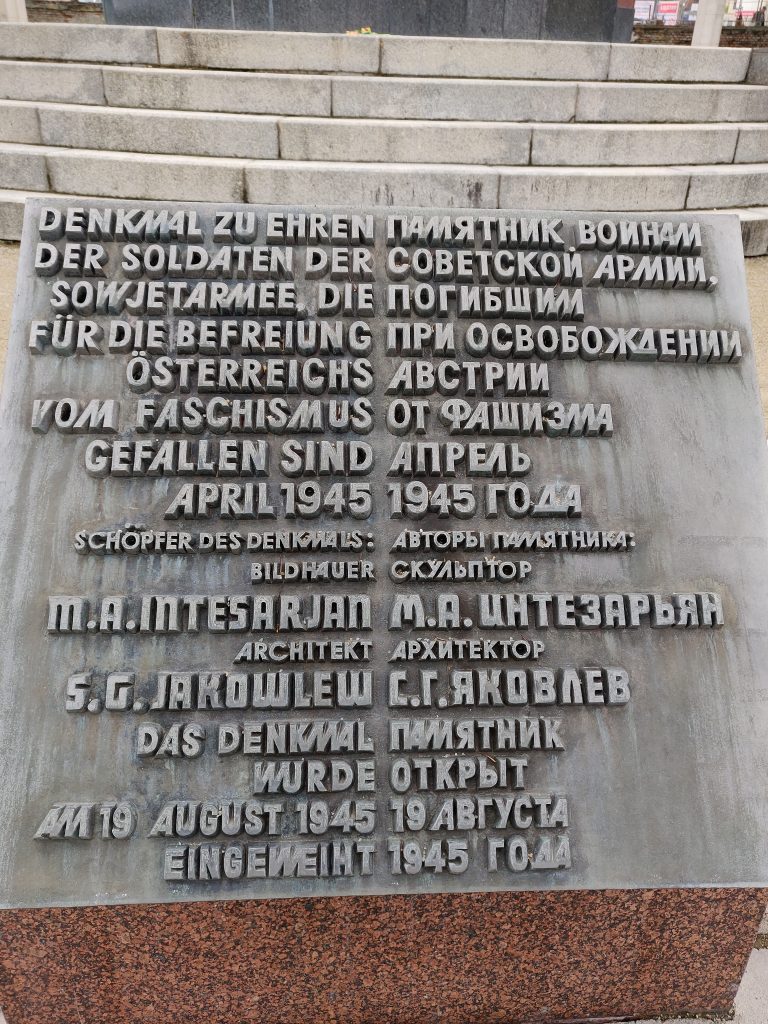 DENKMAL ZU EHREN
DER SOLDATEN DER
SOWJETARMEE, DIE
FÜR DIE BEFREIUNG
ÖSTERREICHS
VOM FASCHISMUS
GEFALLEN SIND
APRIL 1945
SCHÖPFER DES DENKMALS:
BILDHAUER
M.A.INTESARJAN
ARCHITEKT
S.G.JAKOWLEW
DAS DENKMAL
WURDE
AM 19 AUGUST 1945
EINGEWEIHT
ПАМЯТНИК ВОИНАМ
СОВЕТСКОЙ АРМИИ,
ПОГИБШИМ
ПРИ ОСВОБОЖДЕНИИ
АВСТРИИ
ОТ ФАШИЗМА
АПРЕЛЬ
1945 ГОДА
АВТОРЫ ПАМЯТНИКА:
СКУЛЬПТОР
М.А.ИНТЕЗАРЬЯН
АРХИТЕКТОР
С.Г.ЯКОВЛЕВ
ПАМЯТНИК
ОТКРЫТ
19 АВГУСТА
1945 ГОДА